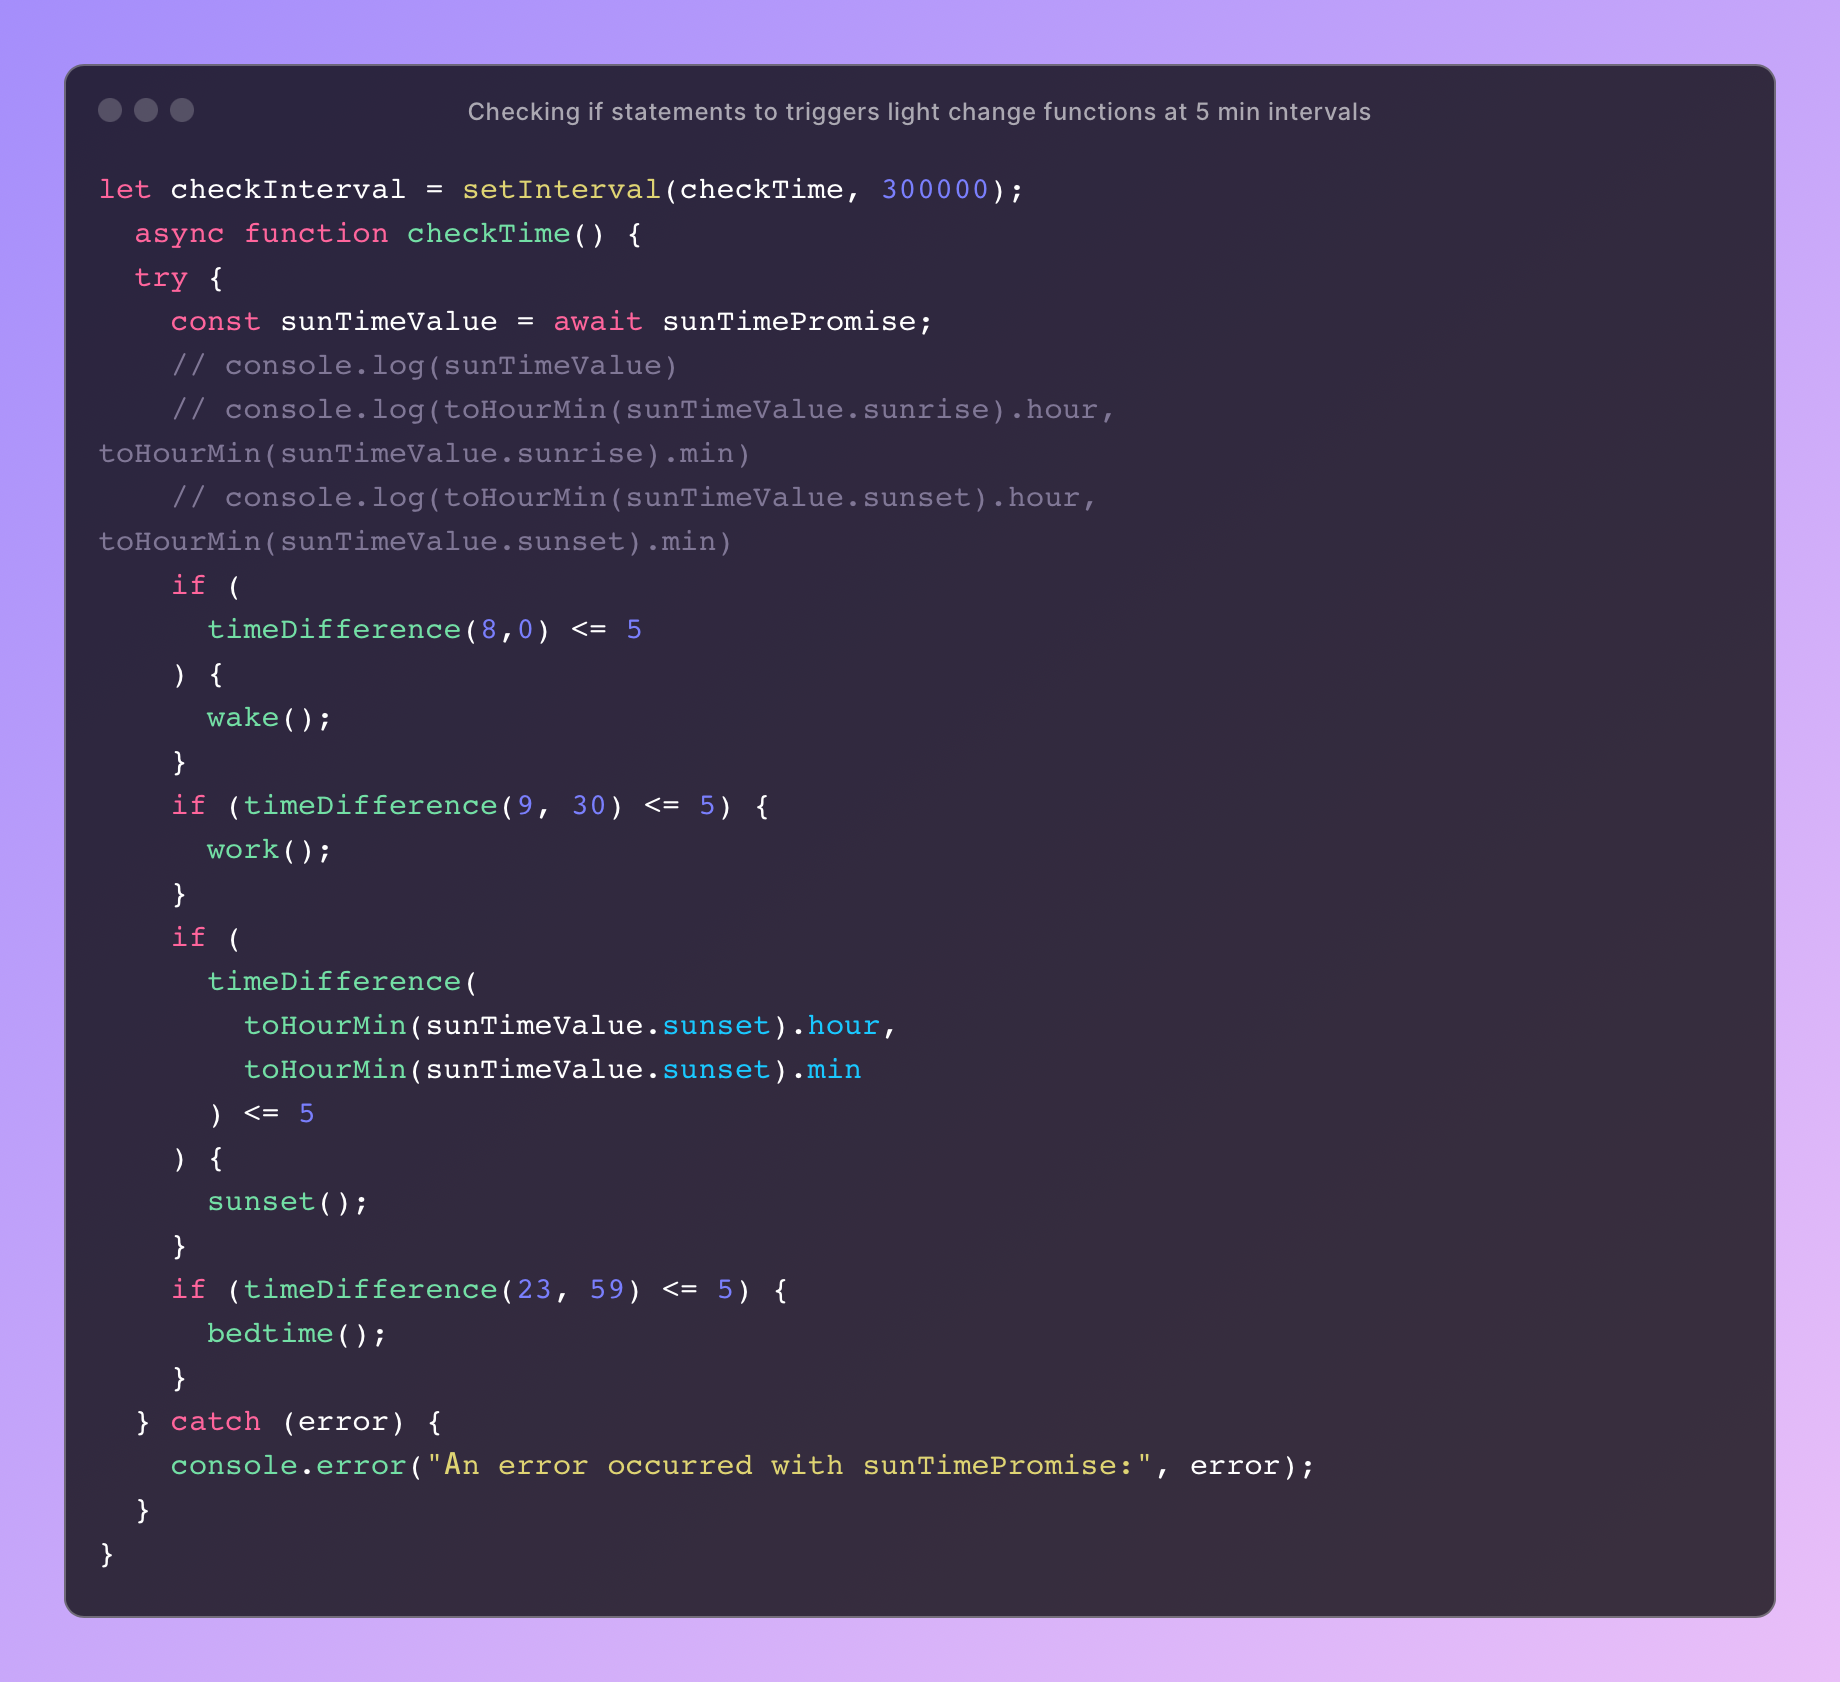 Checking if statements to triggers light change functions at 5 min intervals
let checkInterval = setInterval(checkTime, 300000);
  async function checkTime() {
  try {
    const sunTimeValue = await sunTimePromise;
    // console.log(sunTimeValue)
    // console.log(toHourMin(sunTimeValue.sunrise).hour,
toHourMin(sunTimeValue.sunrise).min)
    // console.log(toHourMin(sunTimeValue.sunset).hour,
toHourMin(sunTimeValue.sunset).min)
    if (
      timeDifference(8,0) <= 5
    ) {
      wake();
    }
    if (timeDifference(9, 30) <= 5) {
      work();
    }
    if (
      timeDifference(
        toHourMin(sunTimeValue.sunset).hour,
        toHourMin(sunTimeValue.sunset).min
      ) <= 5
    ) {
      sunset();
    }
    if (timeDifference(23, 59) <= 5) {
      bedtime();
    }
  } catch (error) {
    console.error("An error occurred with sunTimePromise:", error);
  }
}